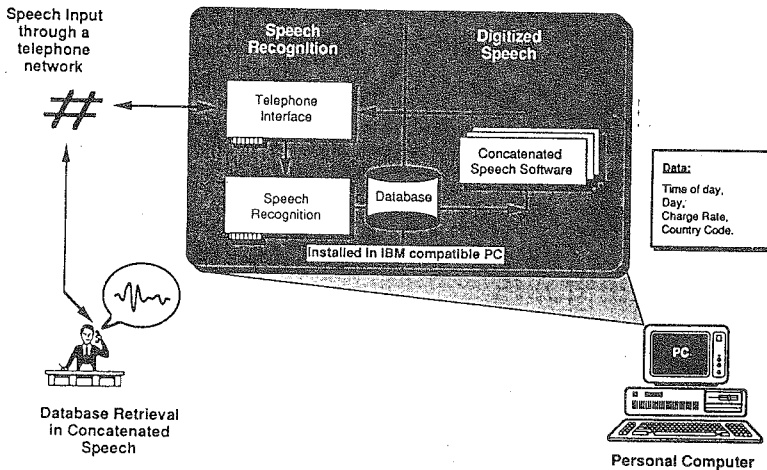 Speech Input
through a
telephone
network
Speech
Recognition
Digitized
Speech
Telephone
Interface
Concatenated
Speech Software
Speech
Recognition
Database
Installed in IBM compatible PC
Data:
Time of day,
Day,
Charge Rate,
Country Code.
PC
Database Retrieval
in Concatenated
Speech
Personal Computer